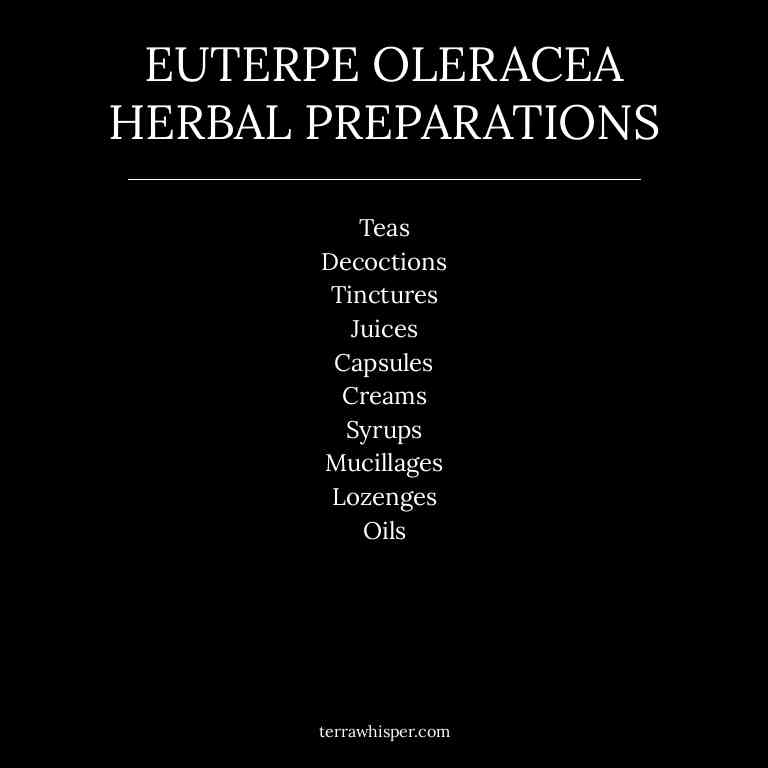 EUTERPE OLERACEA
HERBAL PREPARATIONS
Teas
Decoctions
Tinctures
Juices
Capsules
Creams
Syrups
Mucillages
Lozenges
Oils
terrawhisper.com